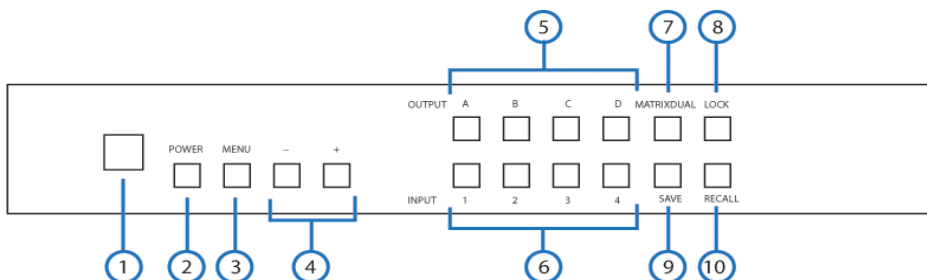 5 7 8
OUTPUT A B C D MATRIXDUAL LOCK
POWER MENU – +
INPUT 1 2 3 4 SAVE RECALL
1 2 3 4 6 9 10